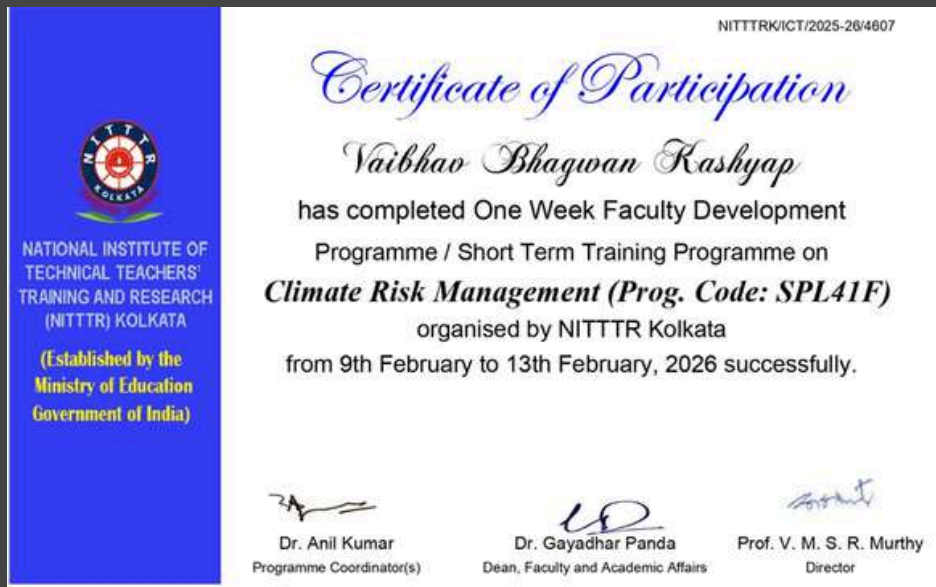 NITTTRK/ICT/2025-26/4607
Certificate of Participation
Vaibhav Bhagwan Kashyap
has completed One Week Faculty Development
Programme / Short Term Training Programme on
Climate Risk Management (Prog. Code: SPL41F)
organised by NITTTR Kolkata
from 9th February to 13th February, 2026 successfully.
NITTTR
KOLKATA
NATIONAL INSTITUTE OF
TECHNICAL TEACHERS'
TRAINING AND RESEARCH
(NITTTR) KOLKATA
(Established by the
Ministry of Education
Government of India)
Dr. Anil Kumar
Programme Coordinator(s)
Dr. Gayadhar Panda
Dean, Faculty and Academic Affairs
Prof. V. M. S. R. Murthy
Director